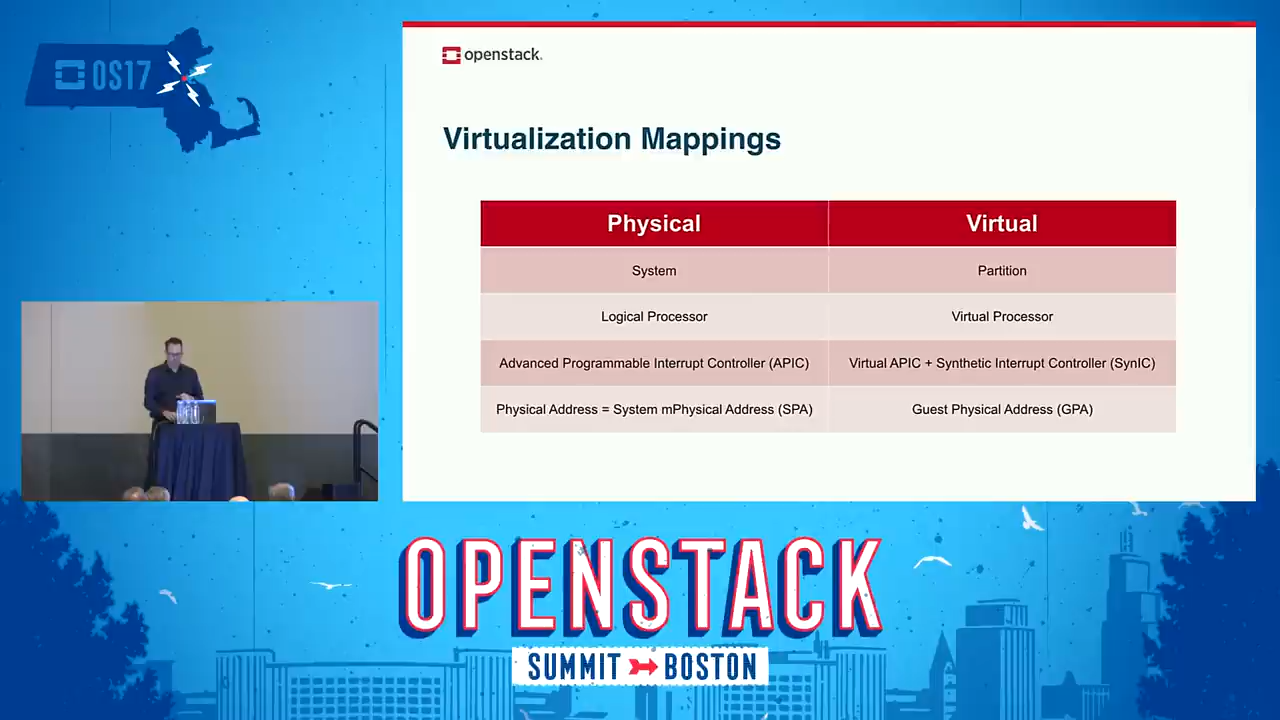 OS17
openstack.
Virtualization Mappings
Physical Virtual
System Partition
Logical Processor Virtual Processor
Advanced Programmable Interrupt Controller (APIC) Virtual APIC + Synthetic Interrupt Controller (SynIC)
Physical Address = System mPhysical Address (SPA) Guest Physical Address (GPA)
OPENSTACK
SUMMIT BOSTON